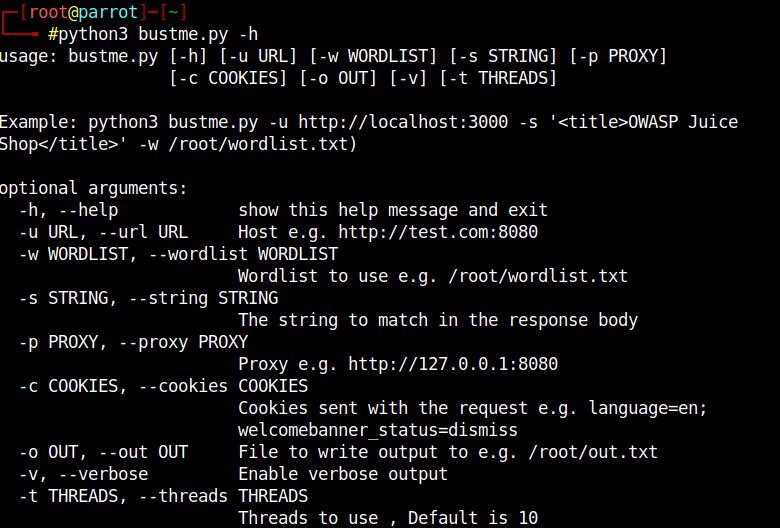 ┌─[root@parrot]─[~]
└──╼ #python3 bustme.py -h
usage: bustme.py [-h] [-u URL] [-w WORDLIST] [-s STRING] [-p PROXY]
[-c COOKIES] [-o OUT] [-v] [-t THREADS]
Example: python3 bustme.py -u http://localhost:3000 -s '<title>OWASP Juice
Shop</title>' -w /root/wordlist.txt)
optional arguments:
-h, --help show this help message and exit
-u URL, --url URL Host e.g. http://test.com:8080
-w WORDLIST, --wordlist WORDLIST
Wordlist to use e.g. /root/wordlist.txt
-s STRING, --string STRING
The string to match in the response body
-p PROXY, --proxy PROXY
Proxy e.g. http://127.0.0.1:8080
-c COOKIES, --cookies COOKIES
Cookies sent with the request e.g. language=en;
welcomebanner_status=dismiss
-o OUT, --out OUT File to write output to e.g. /root/out.txt
-v, --verbose Enable verbose output
-t THREADS, --threads THREADS
Threads to use , Default is 10